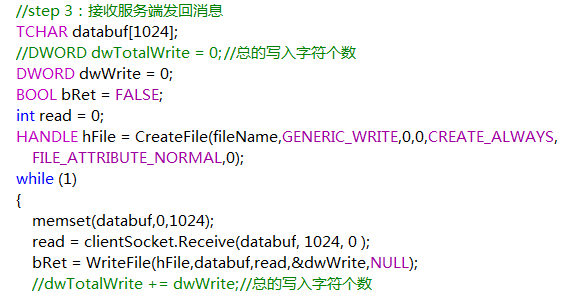 //step 3：接收服务端发回消息
TCHAR databuf[1024];
//DWORD dwTotalWrite = 0;//总的写入字符个数
DWORD dwWrite = 0;
BOOL bRet = FALSE;
int read = 0;
HANDLE hFile = CreateFile(fileName,GENERIC_WRITE,0,0,CREATE_ALWAYS,
FILE_ATTRIBUTE_NORMAL,0);
while (1)
{
memset(databuf,0,1024);
read = clientSocket.Receive(databuf, 1024, 0 );
bRet = WriteFile(hFile,databuf,read,&dwWrite,NULL);
//dwTotalWrite += dwWrite;//总的写入字符个数